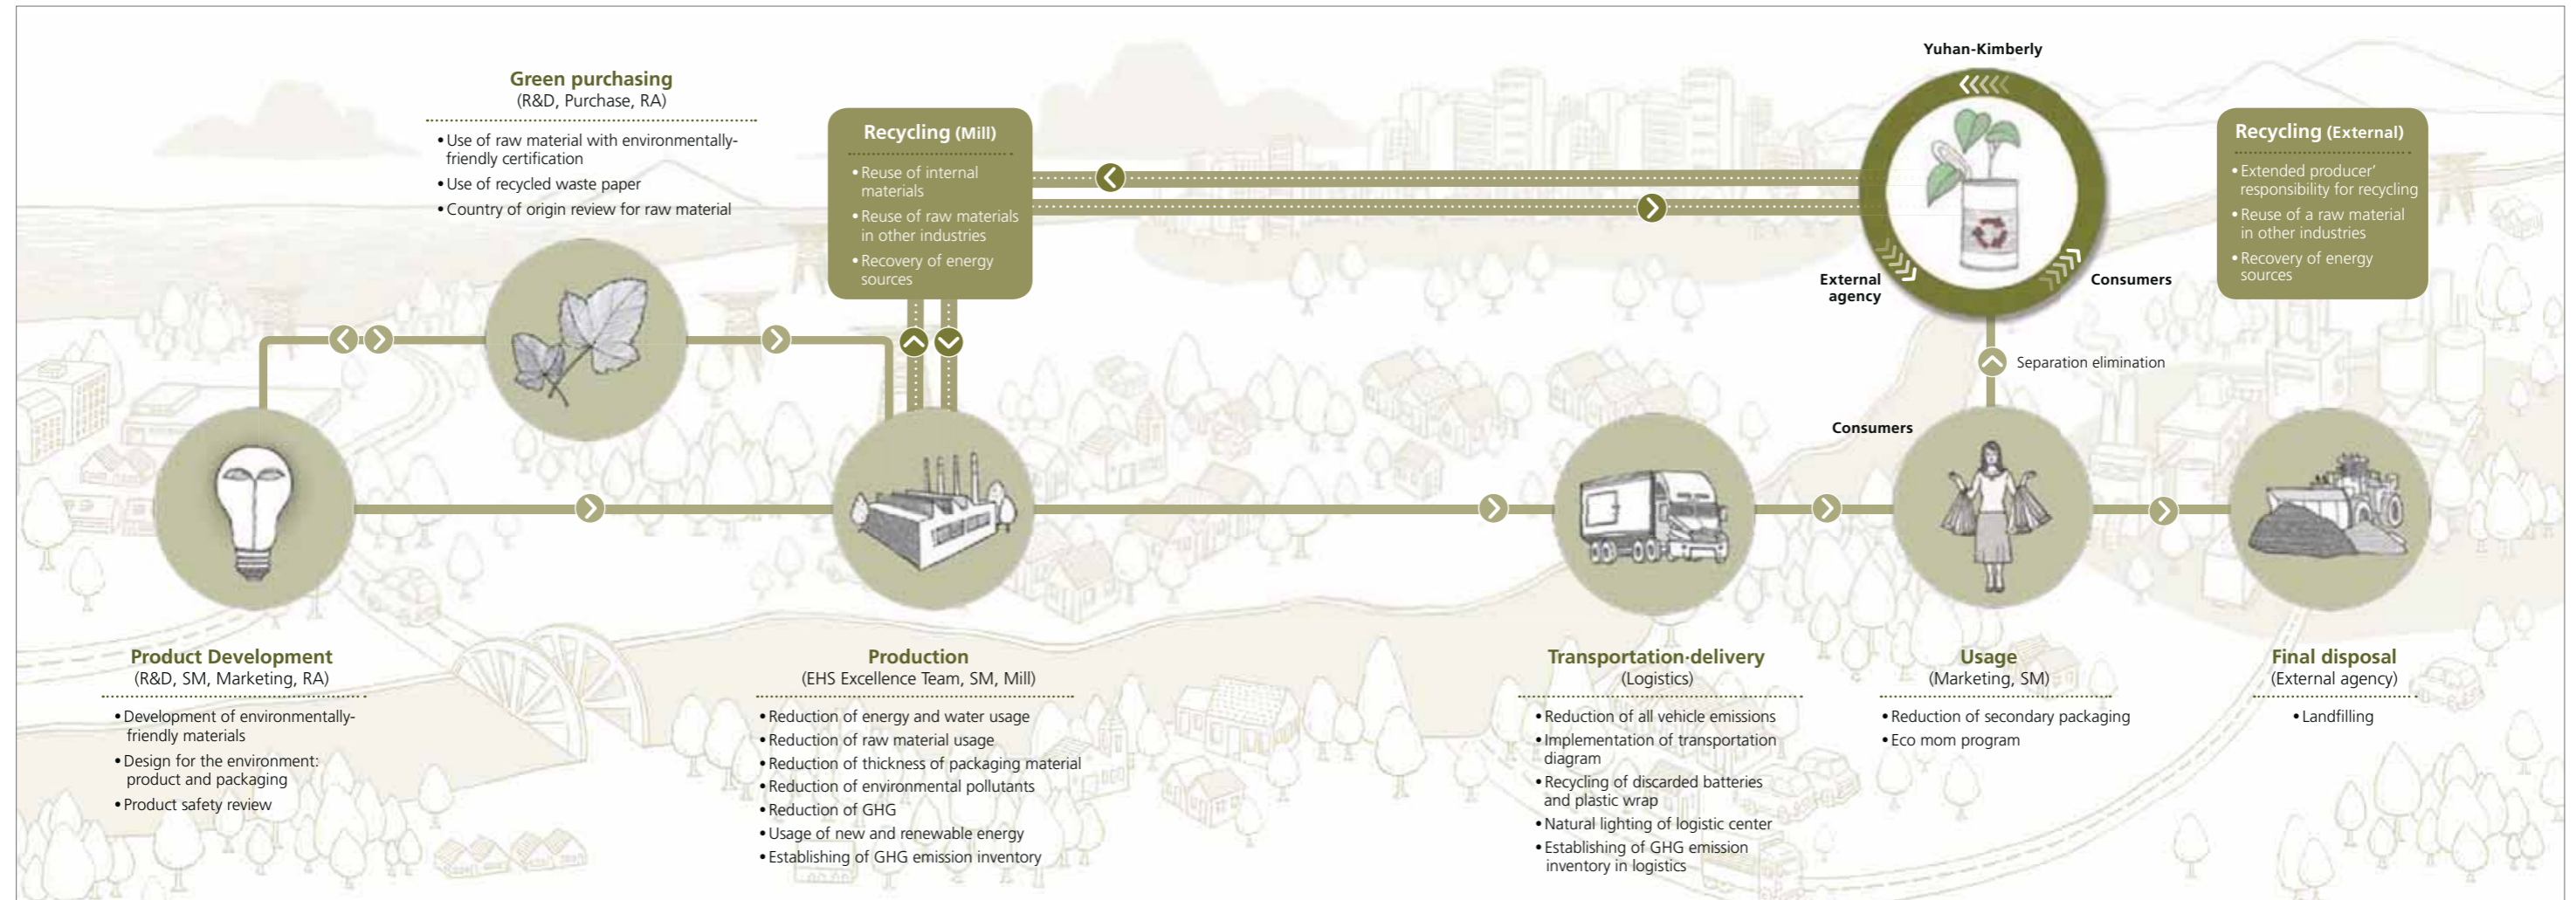 Green purchasing
(R&D, Purchase, RA)
• Use of raw material with environmentally-
friendly certification
• Use of recycled waste paper
• Country of origin review for raw material
Recycling (Mill)
• Reuse of internal
materials
• Reuse of raw materials
in other industries
• Recovery of energy
sources
Yuhan-Kimberly
External
agency
Consumers
Recycling (External)
• Extended producer’
responsibility for recycling
• Reuse of a raw material
in other industries
• Recovery of energy
sources
Separation elimination
Consumers
Product Development
(R&D, SM, Marketing, RA)
• Development of environmentally-
friendly materials
• Design for the environment:
product and packaging
• Product safety review
Production
(EHS Excellence Team, SM, Mill)
• Reduction of energy and water usage
• Reduction of raw material usage
• Reduction of thickness of packaging material
• Reduction of environmental pollutants
• Reduction of GHG
• Usage of new and renewable energy
• Establishing of GHG emission inventory
Transportation·delivery
(Logistics)
• Reduction of all vehicle emissions
• Implementation of transportation
diagram
• Recycling of discarded batteries
and plastic wrap
• Natural lighting of logistic center
• Establishing of GHG emission
inventory in logistics
Usage
(Marketing, SM)
• Reduction of secondary packaging
• Eco mom program
Final disposal
(External agency)
• Landfilling